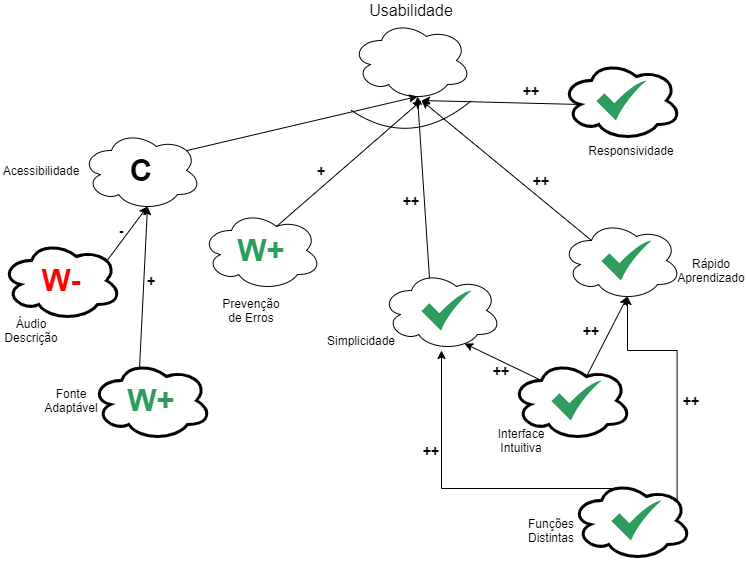 Usabilidade
++
Responsividade
Acessibilidade
C
+
++
++
-
W-
W+
+
Áudio
Descrição
Prevenção
de Erros
Rápido
Aprendizado
Simplicidade
++
++
Fonte
Adaptável
W+
++
Interface
Intuitiva
++
Funções
Distintas